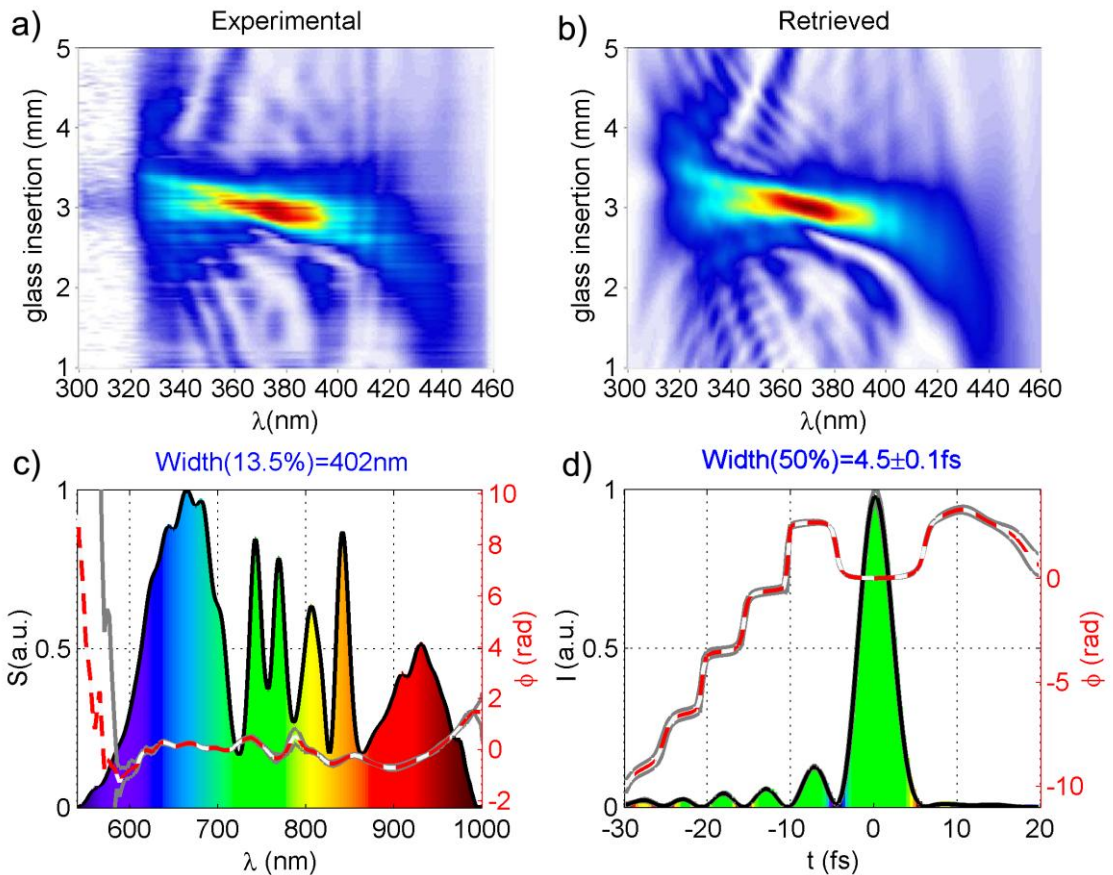 a)
Experimental
glass insertion (mm)
5
4
3
2
1
300 320 340 360 380 400 420 440 460
λ(nm)
b)
Retrieved
glass insertion (mm)
5
4
3
2
1
300 320 340 360 380 400 420 440 460
λ(nm)
c)
Width(13.5%)=402nm
S(a.u.)
1
0.5
0
10
8
6
4
2
0
-2
ϕ (rad)
600 700 800 900 1000
λ (nm)
d)
Width(50%)=4.5±0.1fs
I(a.u.)
1
0.5
0
0
-5
-10
ϕ (rad)
-30 -20 -10 0 10 20
t (fs)